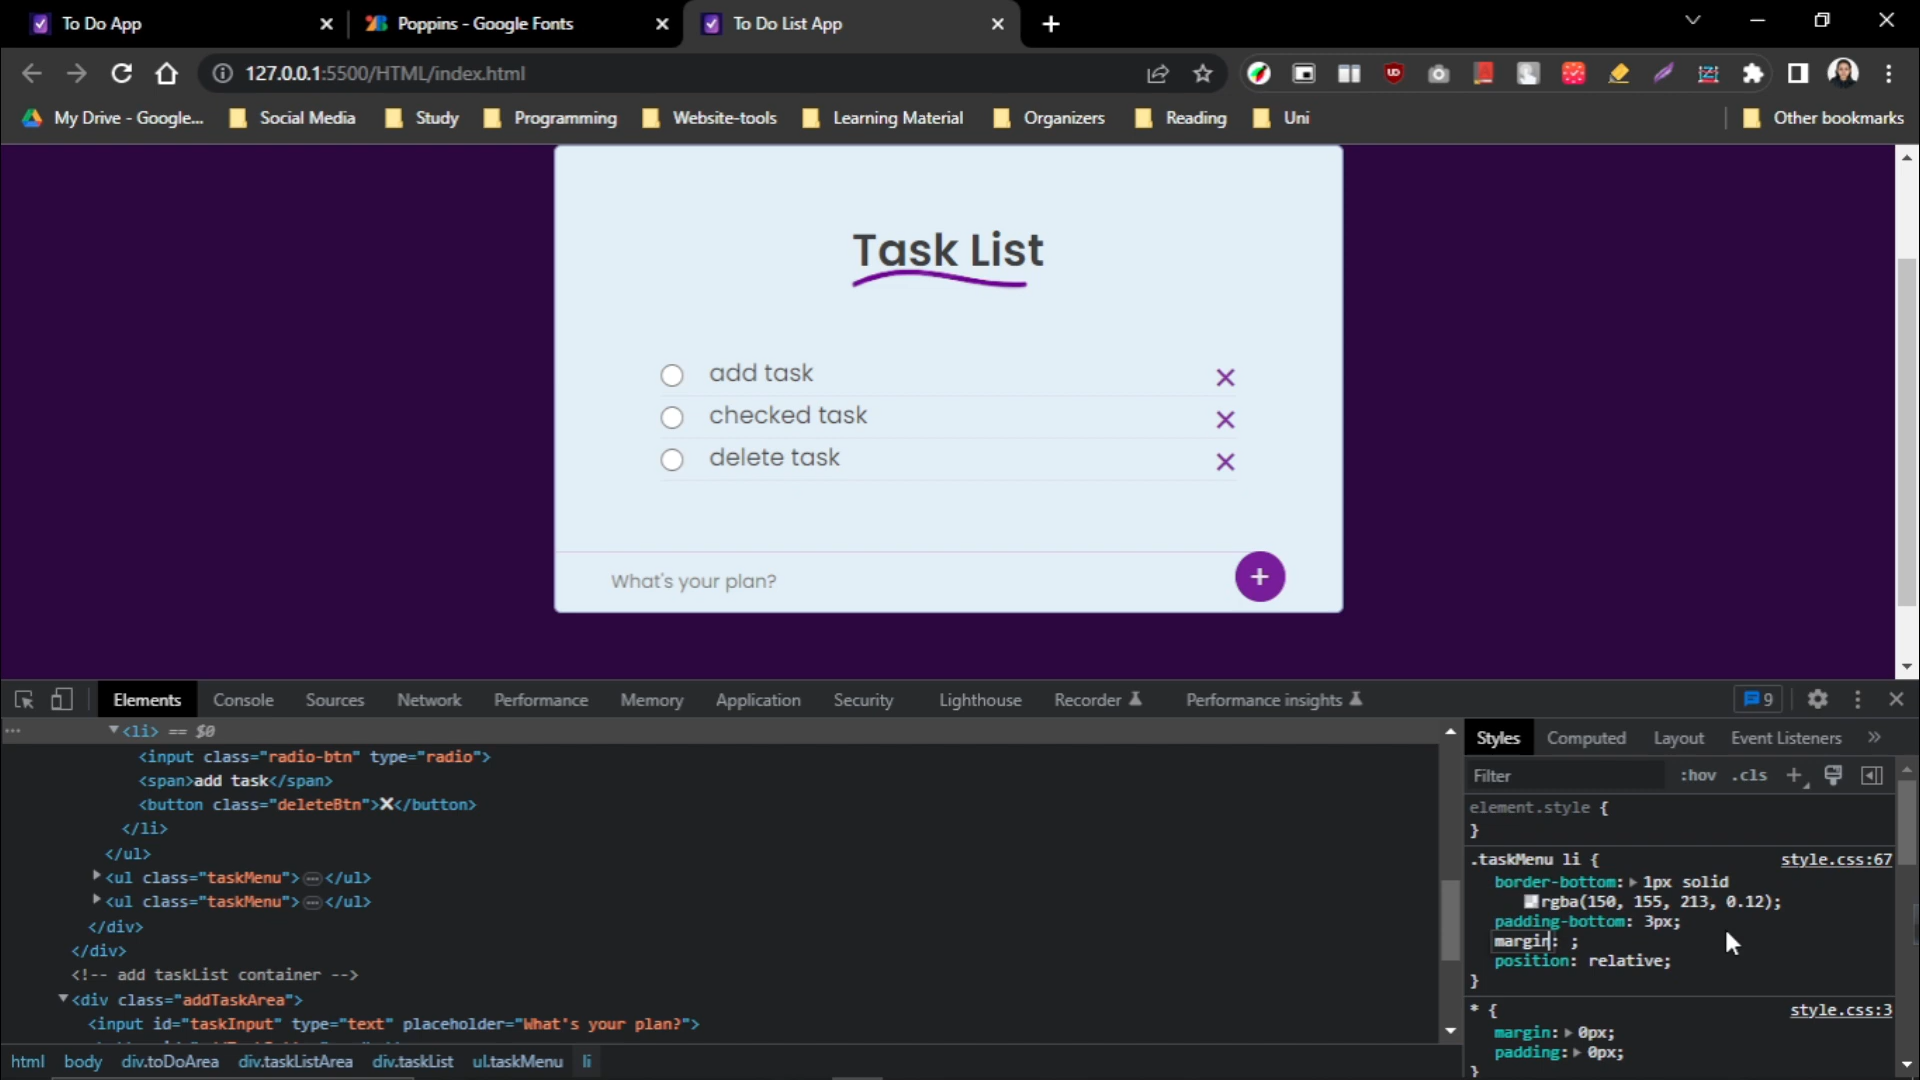 To Do App
Poppins - Google Fonts
To Do List App
127.0.0.1:5500/HTML/index.html
My Drive - Google...
Social Media
Study
Programming
Website-tools
Learning Material
Organizers
Reading
Uni
Other bookmarks
Task List
add task
checked task
delete task
What's your plan?
+
Elements Console Sources Network Performance Memory Application Security Lighthouse Recorder Performance insights 9
<li> == $0
<input class="radio-btn" type="radio">
<span>add task</span>
<button class="deleteBtn">✕</button>
</li>
</ul>
<ul class="taskMenu">…</ul>
<ul class="taskMenu">…</ul>
</div>
</div>
<!-- add taskList container -->
<div class="addTaskArea">
<input id="taskInput" type="text" placeholder="What's your plan?">
html body div.toDoArea div.taskListArea div.taskList ul.taskMenu li
Styles Computed Layout Event Listeners »
Filter :hov .cls +
element.style {
}
.taskMenu li { style.css:67
border-bottom: 1px solid
rgba(150, 155, 213, 0.12);
padding-bottom: 3px;
margin: ;
position: relative;
}
* { style.css:3
margin: 0px;
padding: 0px;
}